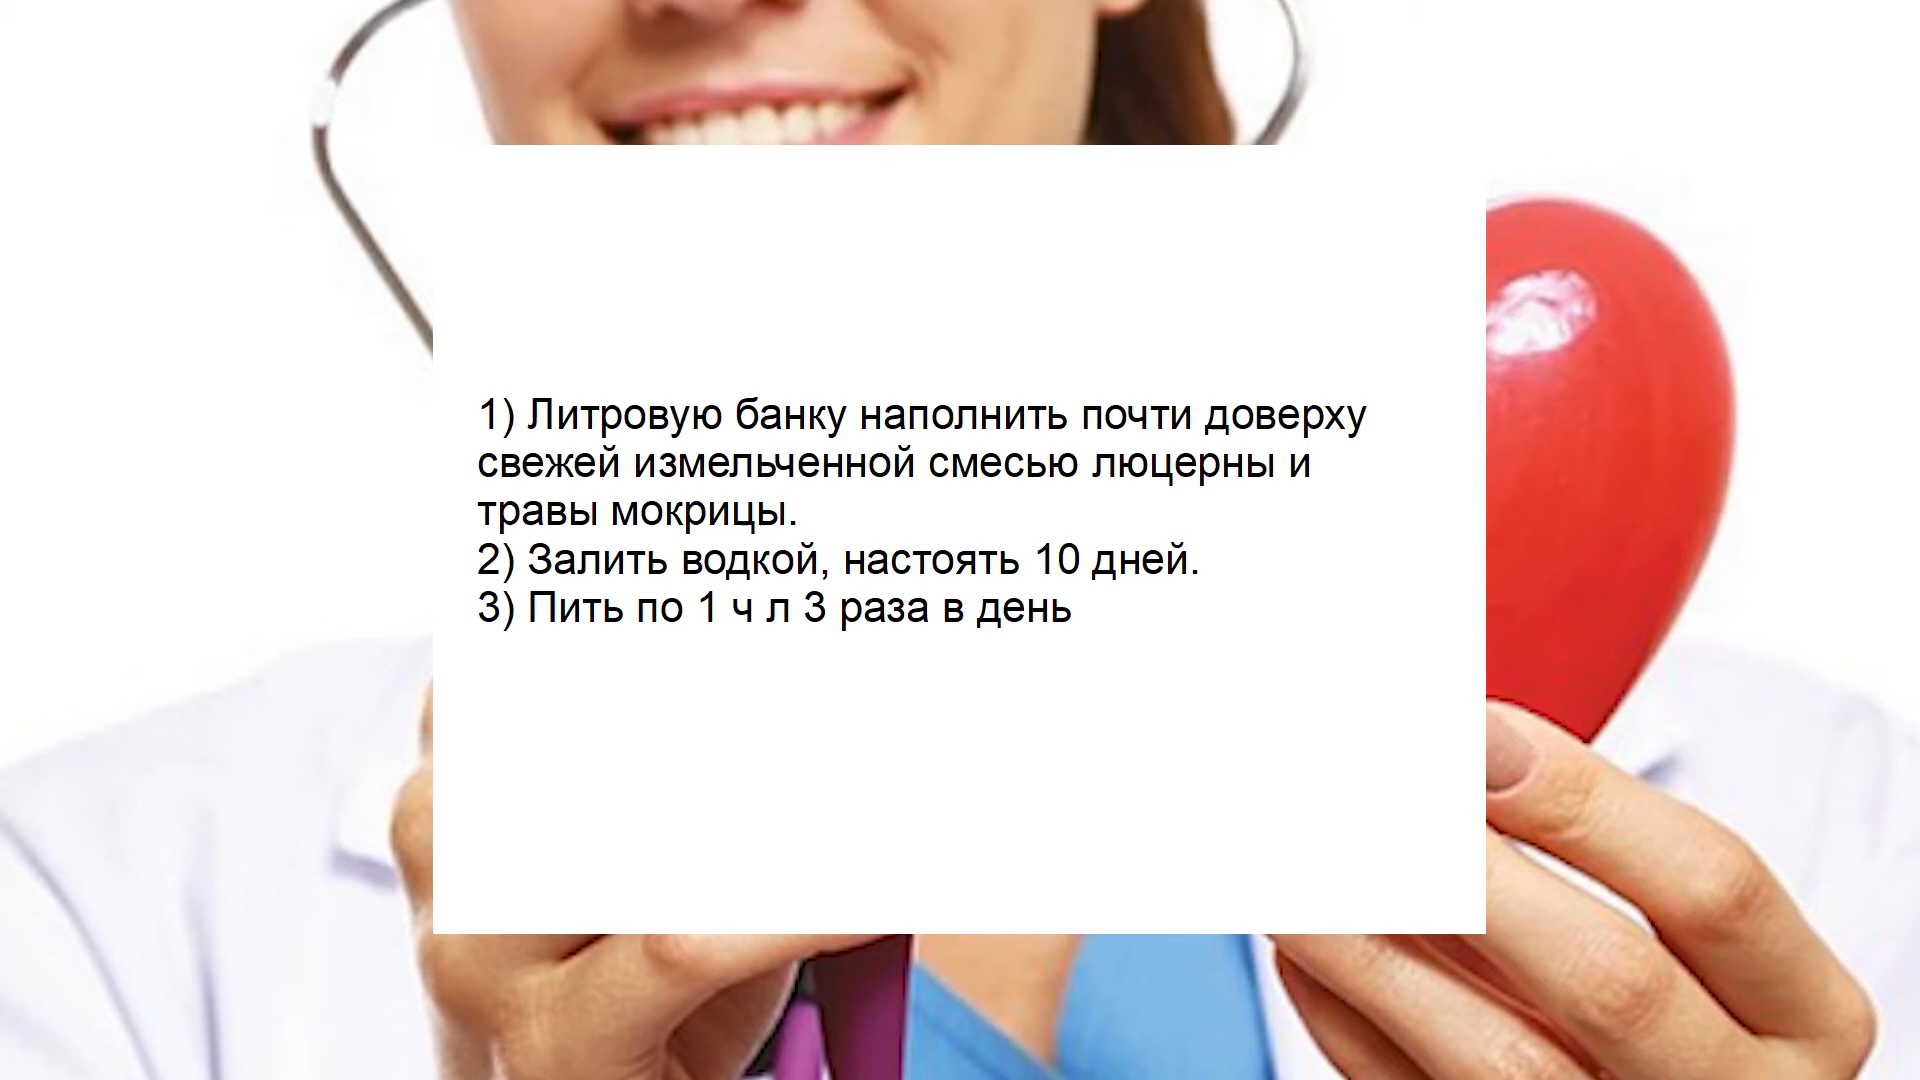 1) Литровую банку наполнить почти доверху
свежей измельченной смесью люцерны и
травы мокрицы.
2) Залить водкой, настоять 10 дней.
3) Пить по 1 ч л 3 раза в день